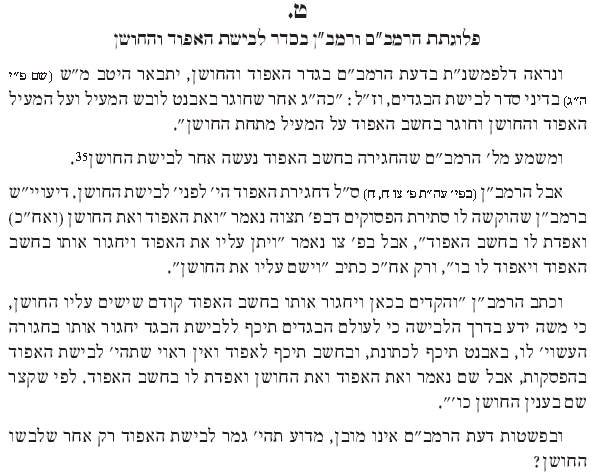 ט.
פלוגתת הרמב״ם ורמב״ן בסדר לבישת האפוד והחושן
ונראה דלפמשנ״ת בדעת הרמב״ם בגדר האפוד והחושן, יתבאר היטב מ״ש (שם פ״י
ה״ג) בדיני סדר לבישת הבגדים, וז״ל: ״כה״ג אחר שחוגר באבנט לובש המעיל ועל המעיל
האפוד והחושן וחוגר בחשב האפוד על המעיל מתחת החושן״.
ומשמע מל׳ הרמב״ם שהחגירה בחשב האפוד נעשה אחר לבישת החושן35.
אבל הרמב״ן (בפי׳ עה״ת פ׳ צו ח, ח) ס״ל דחגירת האפוד הי׳ לפני׳ לבישת החושן. דיעויי״ש
ברמב״ן שהוקשה לו סתירת הפסוקים דבפ׳ תצוה נאמר ״ואת האפוד ואת החושן (ואח״כ)
ואפדת לו בחשב האפוד״, אבל בפ׳ צו נאמר ״ויתן עליו את האפוד ויחגור אותו בחשב
האפוד ויאפוד לו בו״, ורק אח״כ כתיב ״וישם עליו את החושן״.
וכתב הרמב״ן ״והקדים בכאן ויחגור אותו בחשב האפוד קודם שישים עליו החושן,
כי משה ידע בדרך הלבישה כי לעולם הבגדים תיכף ללבישת הבגד יחגור אותו בחגורה
העשוי׳ לו, באבנט תיכף לכתונת, ובחשב תיכף לאפוד ואין ראוי שתהי׳ לבישת האפוד
בהפסקות, אבל שם נאמר ואת האפוד ואת החושן ואפדת לו בחשב האפוד. לפי שקצר
שם בענין החושן כו׳״.
ובפשטות דעת הרמב״ם אינו מובן, מדוע תהי׳ גמר לבישת האפוד רק אחר שלבשו
החושן?